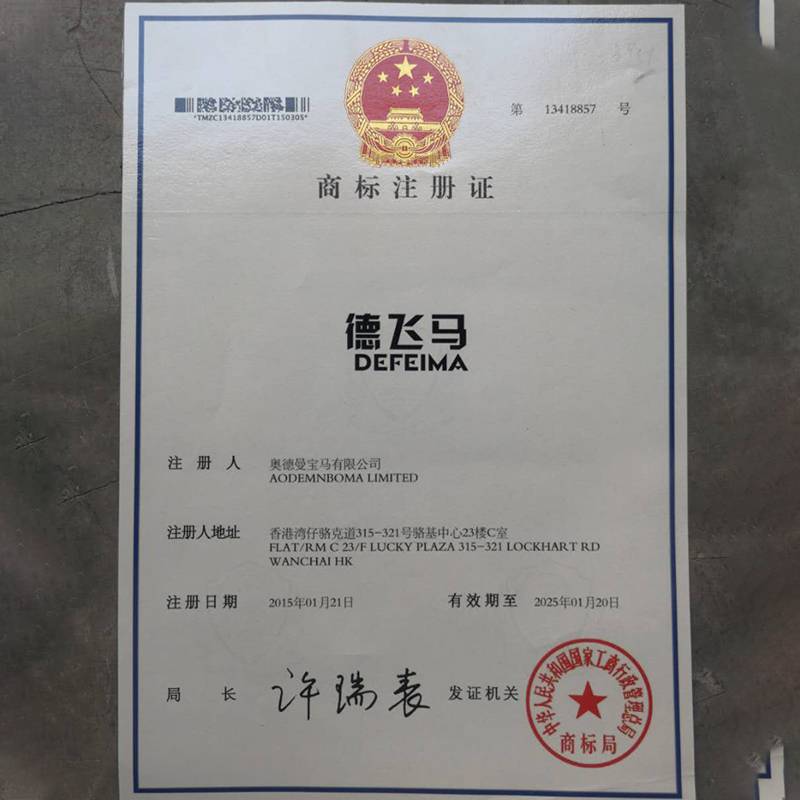 *TMZC13418857D01T150305*
第 13418857 号
商标注册证
德飞马
DEFEIMA
注册人 奥德曼宝马有限公司
AODEMNBOMA LIMITED
注册人地址 香港湾仔骆克道315-321号骆基中心23楼C室
FLAT/RM C 23/F LUCKY PLAZA 315-321 LOCKHART RD
WANCHAI HK
注册日期 2015年01月21日 有效期至 2025年01月20日
局长 许瑞表 发证机关
中华人民共和国国家工商行政管理总局
商标局